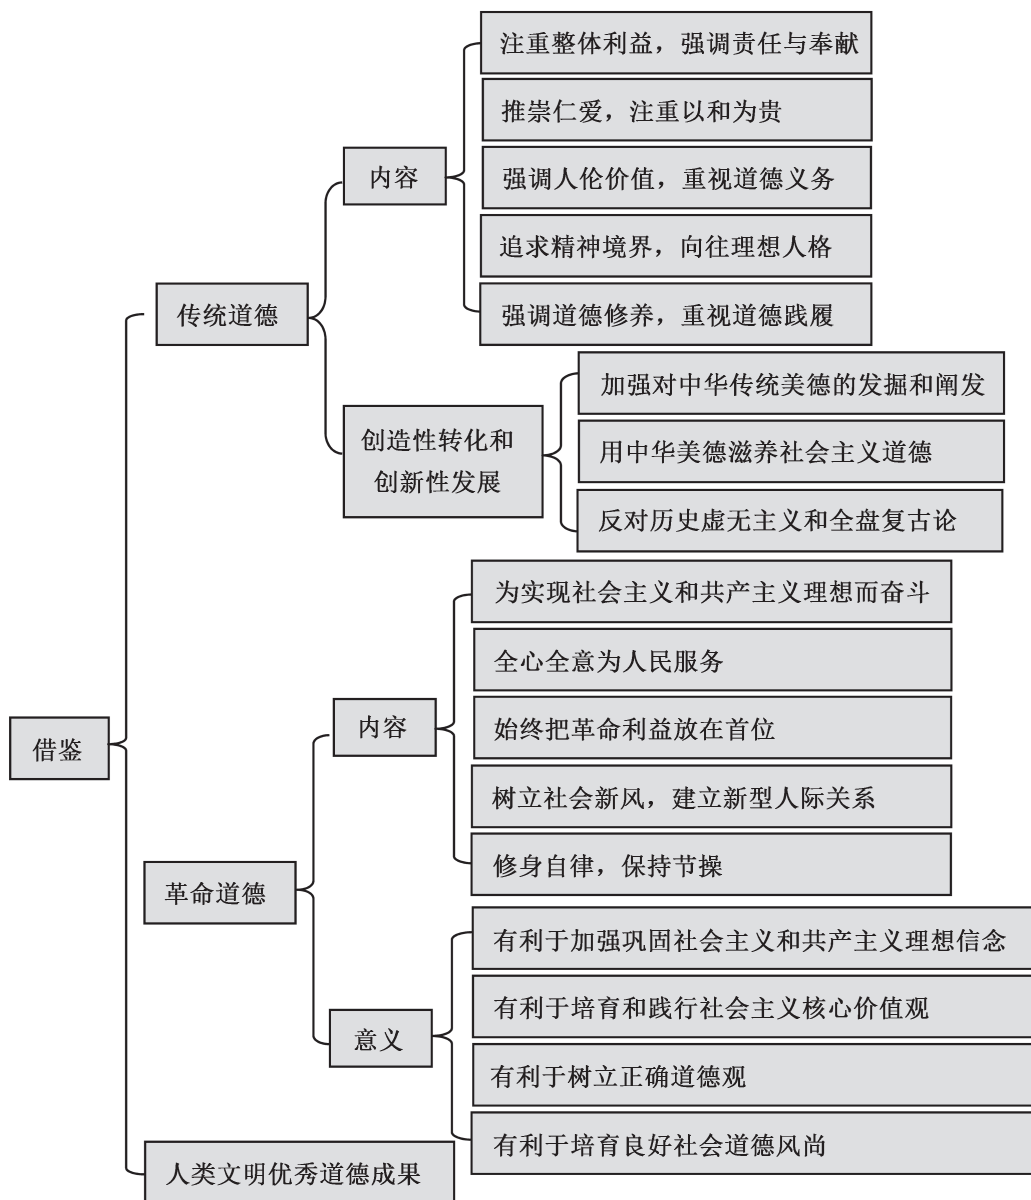 借鉴
传统道德
内容
注重整体利益，强调责任与奉献
推崇仁爱，注重以和为贵
强调人伦价值，重视道德义务
追求精神境界，向往理想人格
强调道德修养，重视道德践履
创造性转化和
创新性发展
加强对中华传统美德的发掘和阐发
用中华美德滋养社会主义道德
反对历史虚无主义和全盘复古论
革命道德
内容
为实现社会主义和共产主义理想而奋斗
全心全意为人民服务
始终把革命利益放在首位
树立社会新风，建立新型人际关系
修身自律，保持节操
意义
有利于加强巩固社会主义和共产主义理想信念
有利于培育和践行社会主义核心价值观
有利于树立正确道德观
有利于培育良好社会道德风尚
人类文明优秀道德成果